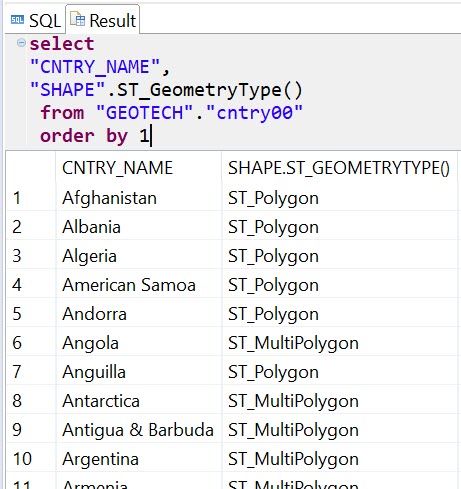 SQL Result
select
"CNTRY_NAME",
"SHAPE".ST_GeometryType()
from "GEOTECH"."cntry00"
order by 1
CNTRY_NAME SHAPE.ST_GEOMETRYTYPE()
1 Afghanistan ST_Polygon
2 Albania ST_Polygon
3 Algeria ST_Polygon
4 American Samoa ST_Polygon
5 Andorra ST_Polygon
6 Angola ST_MultiPolygon
7 Anguilla ST_Polygon
8 Antarctica ST_MultiPolygon
9 Antigua & Barbuda ST_MultiPolygon
10 Argentina ST_MultiPolygon
11 Armenia ST_MultiPolygon